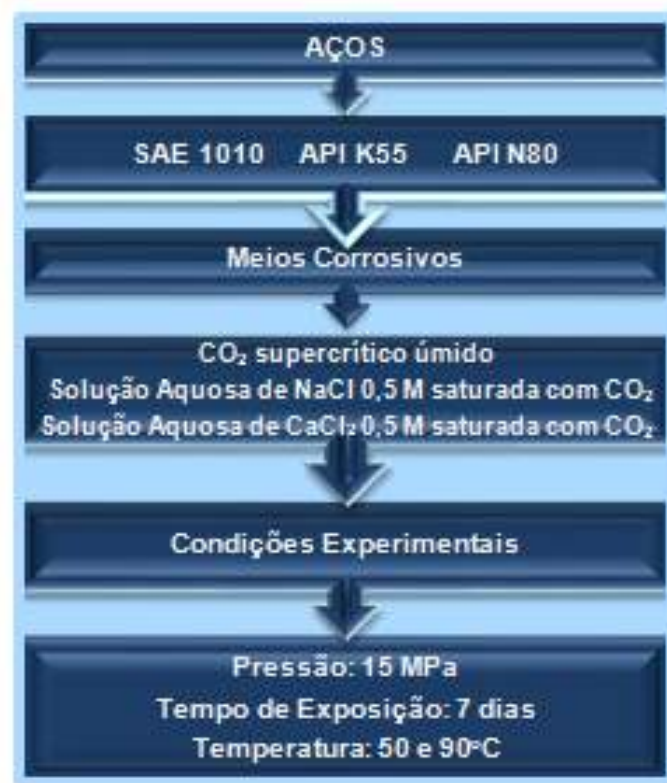 AÇOS
SAE 1010 API K55 API N80
Meios Corrosivos
CO₂ supercrítico úmido
Solução Aquosa de NaCl 0,5 M saturada com CO₂
Solução Aquosa de CaCl₂ 0,5 M saturada com CO₂
Condições Experimentais
Pressão: 15 MPa
Tempo de Exposição: 7 dias
Temperatura: 50 e 90ºC